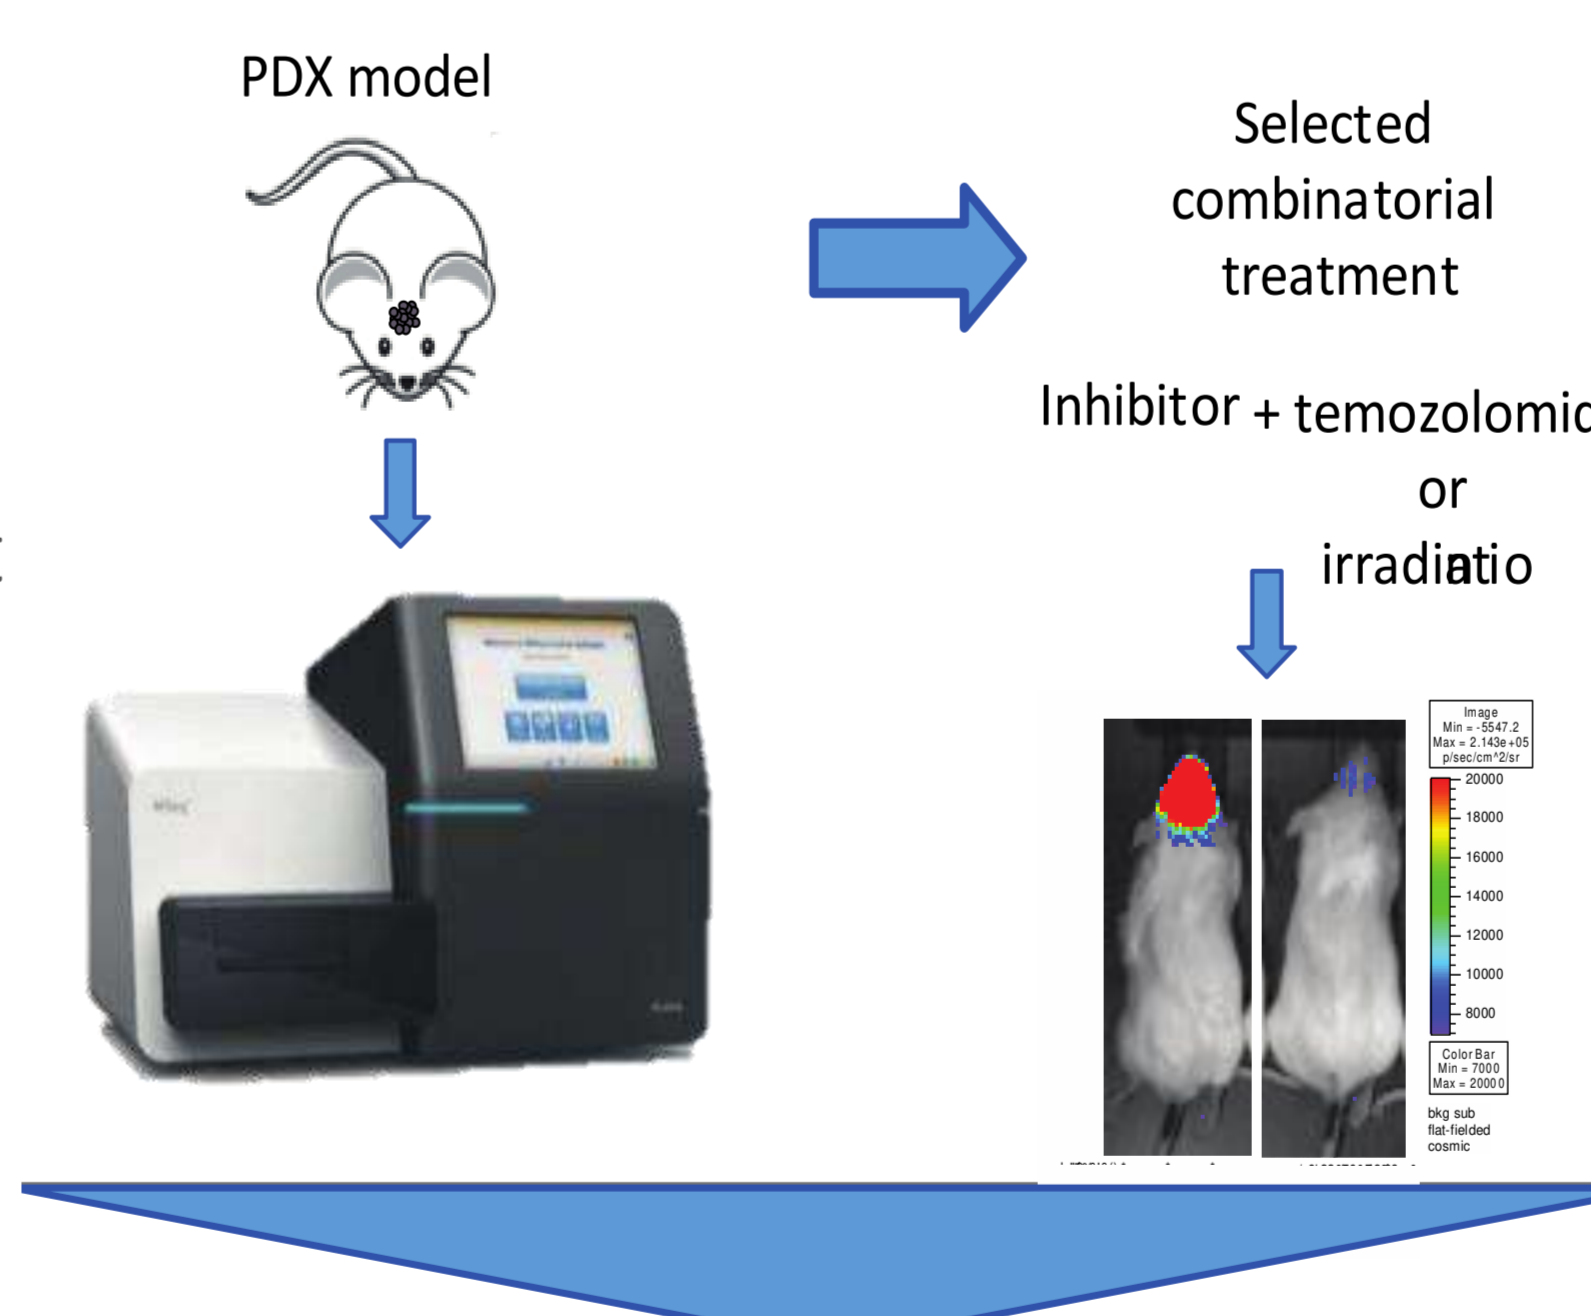 PDX model
Selected
combinatorial
treatment
Inhibitor + temozolomid
or
irradiatio
n
Image
Min = -5547.2
Max = 2.143e+05
p/sec/cm^2/sr
20000
18000
16000
14000
12000
10000
8000
Color Bar
Min = 7000
Max = 20000
bkg sub
flat-fielded
cosmic